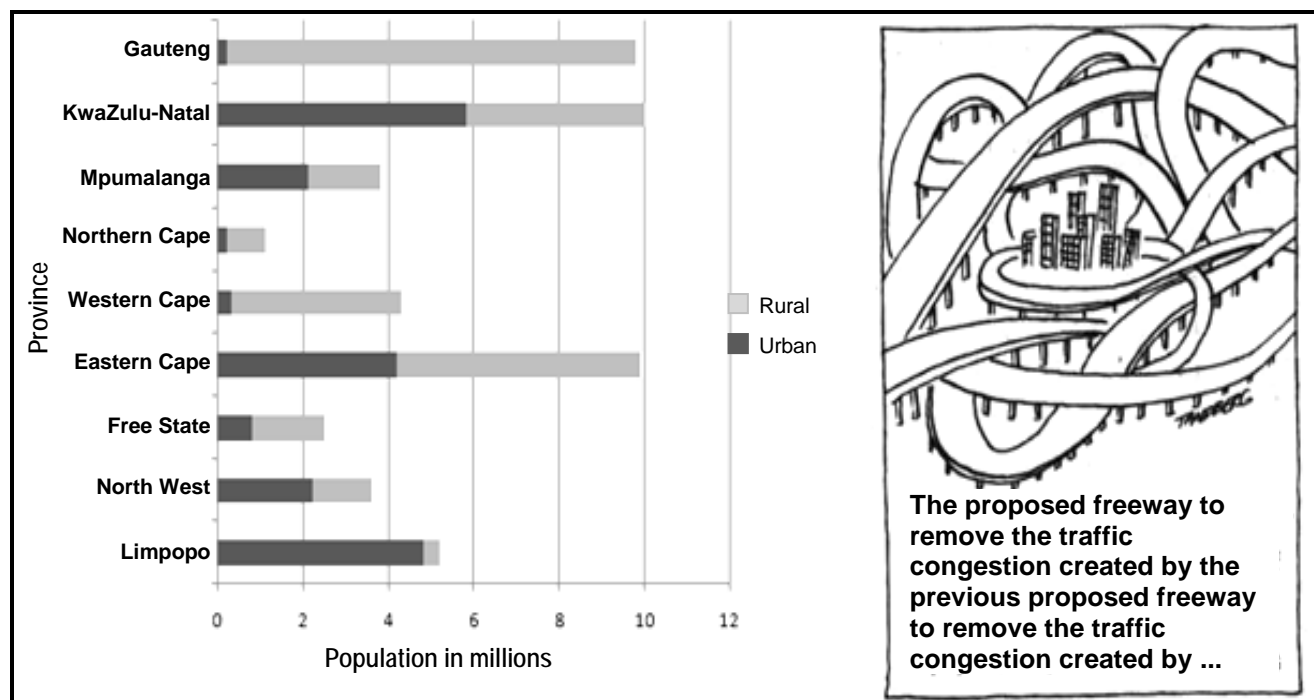 Gauteng
KwaZulu-Natal
Mpumalanga
Northern Cape
Western Cape
Eastern Cape
Free State
North West
Limpopo
Province
0 2 4 6 8 10 12
Population in millions
Rural
Urban
TANDBERG
The proposed freeway to
remove the traffic
congestion created by the
previous proposed freeway
to remove the traffic
congestion created by ...